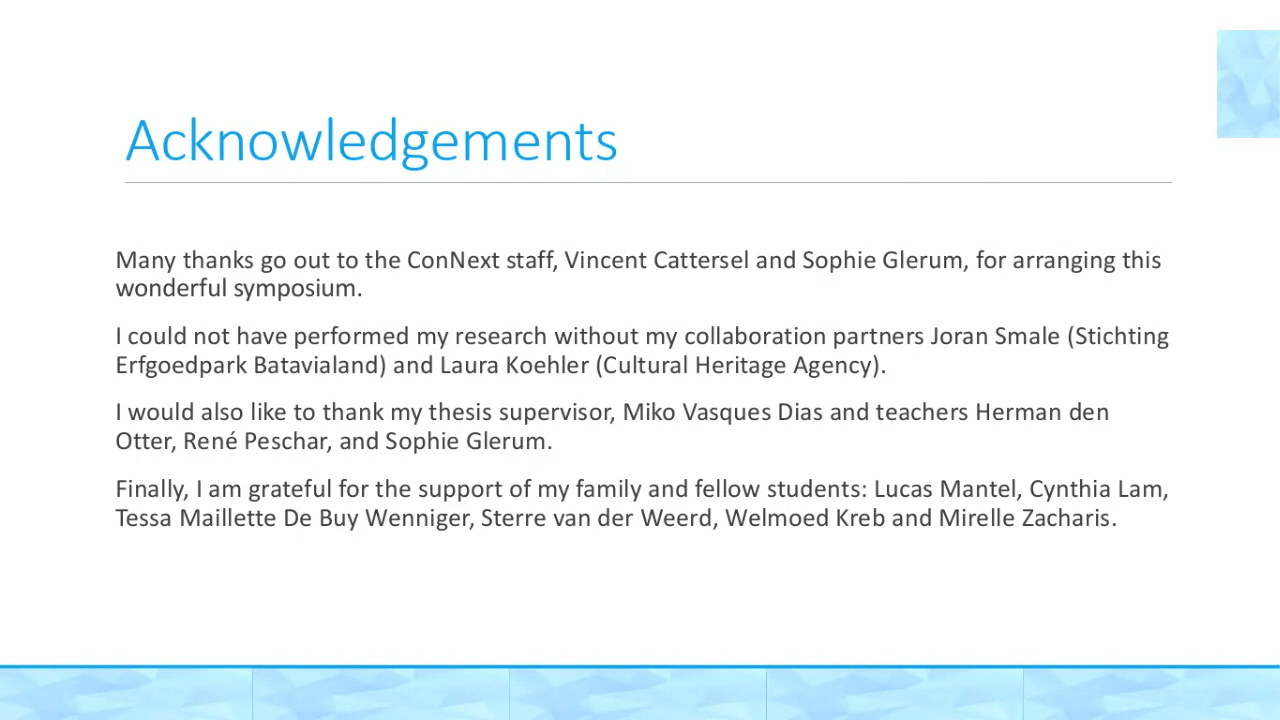 Acknowledgements
Many thanks go out to the ConNext staff, Vincent Cattersel and Sophie Glerum, for arranging this
wonderful symposium.
I could not have performed my research without my collaboration partners Joran Smale (Stichting
Erfgoedpark Batavialand) and Laura Koehler (Cultural Heritage Agency).
I would also like to thank my thesis supervisor, Miko Vasques Dias and teachers Herman den
Otter, René Peschar, and Sophie Glerum.
Finally, I am grateful for the support of my family and fellow students: Lucas Mantel, Cynthia Lam,
Tessa Maillette De Buy Wenniger, Sterre van der Weerd, Welmoed Kreb and Mirelle Zacharis.